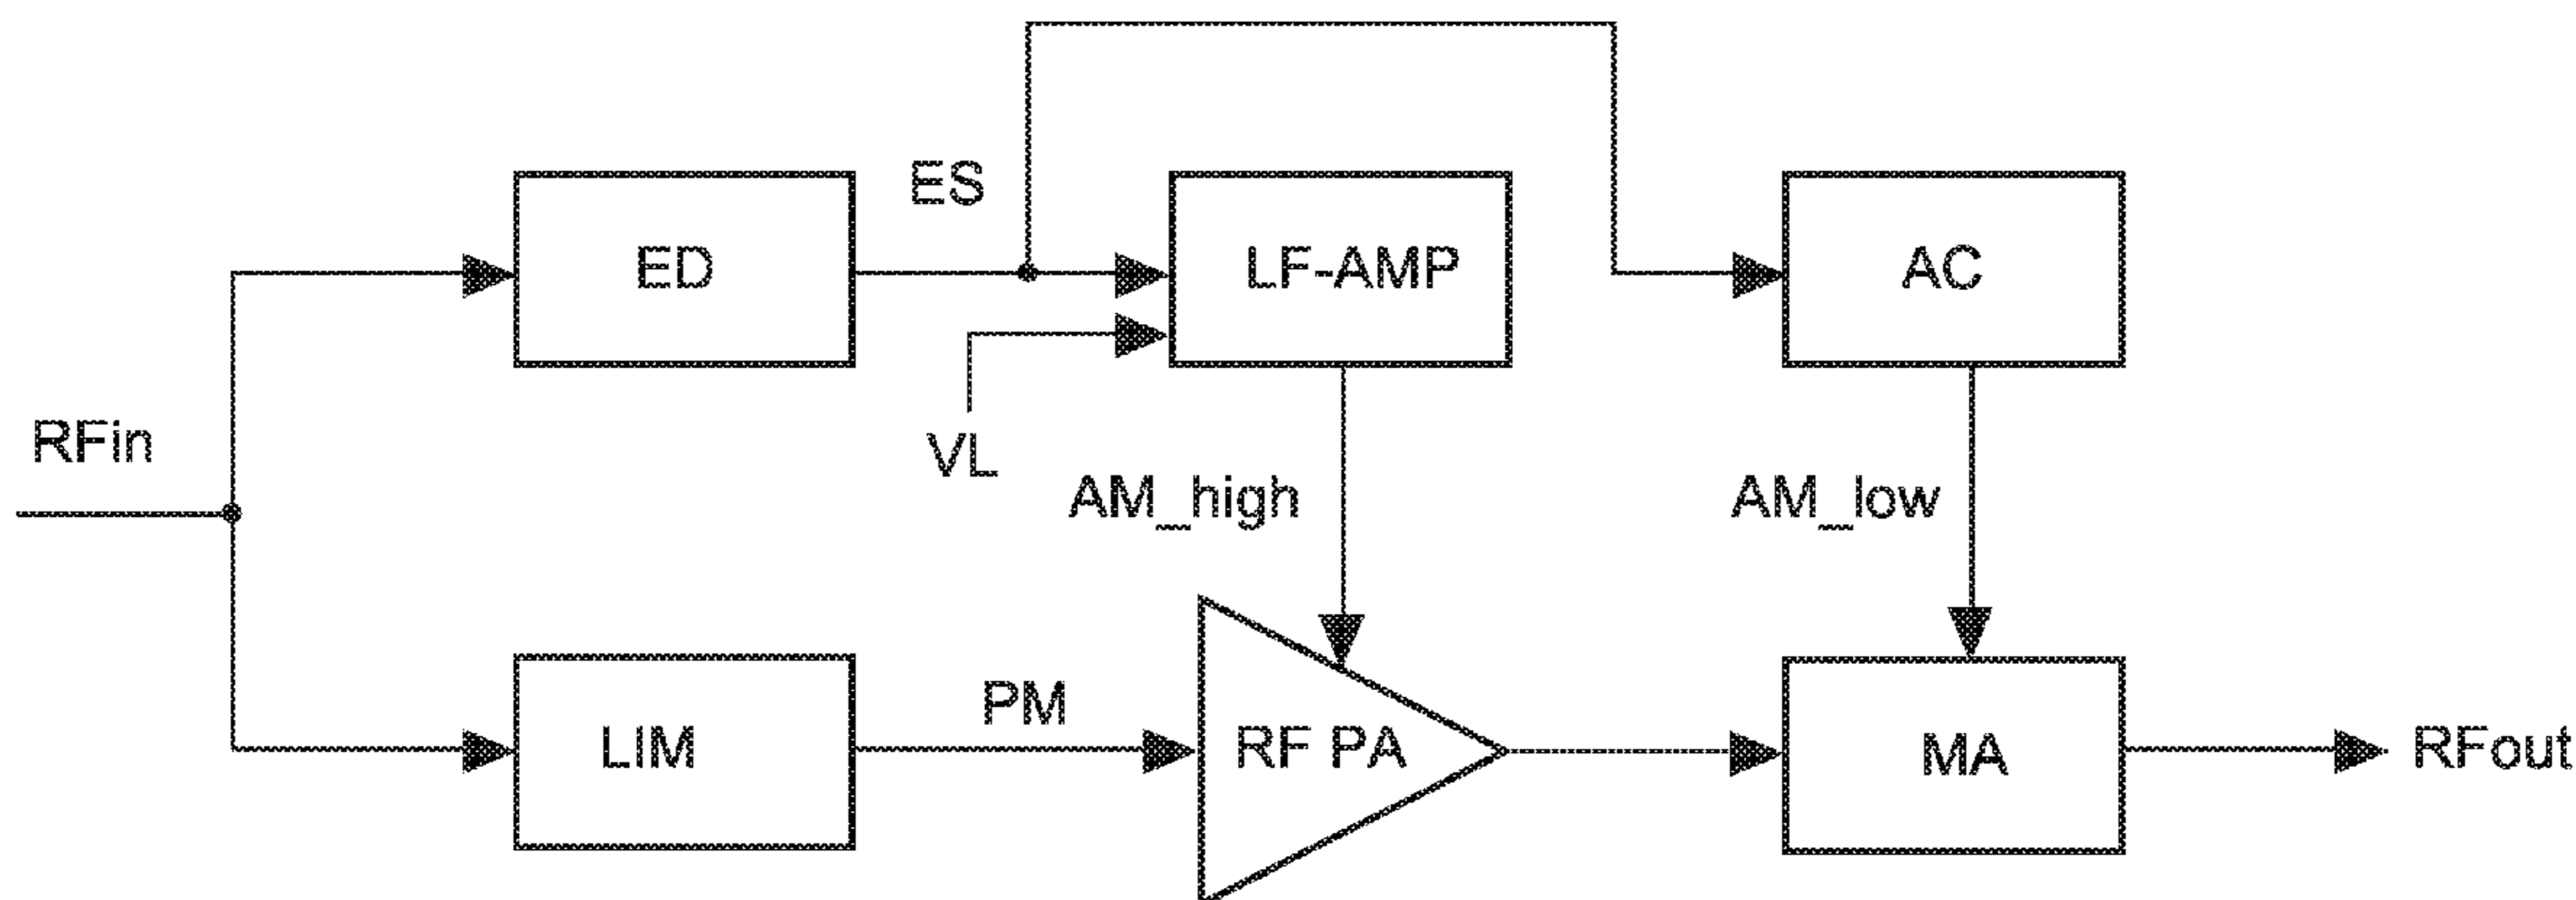 ES
ED
LF-AMP
AC
RFin
VL
AM_high
AM_low
PM
LIM
RF PA
MA
RFout